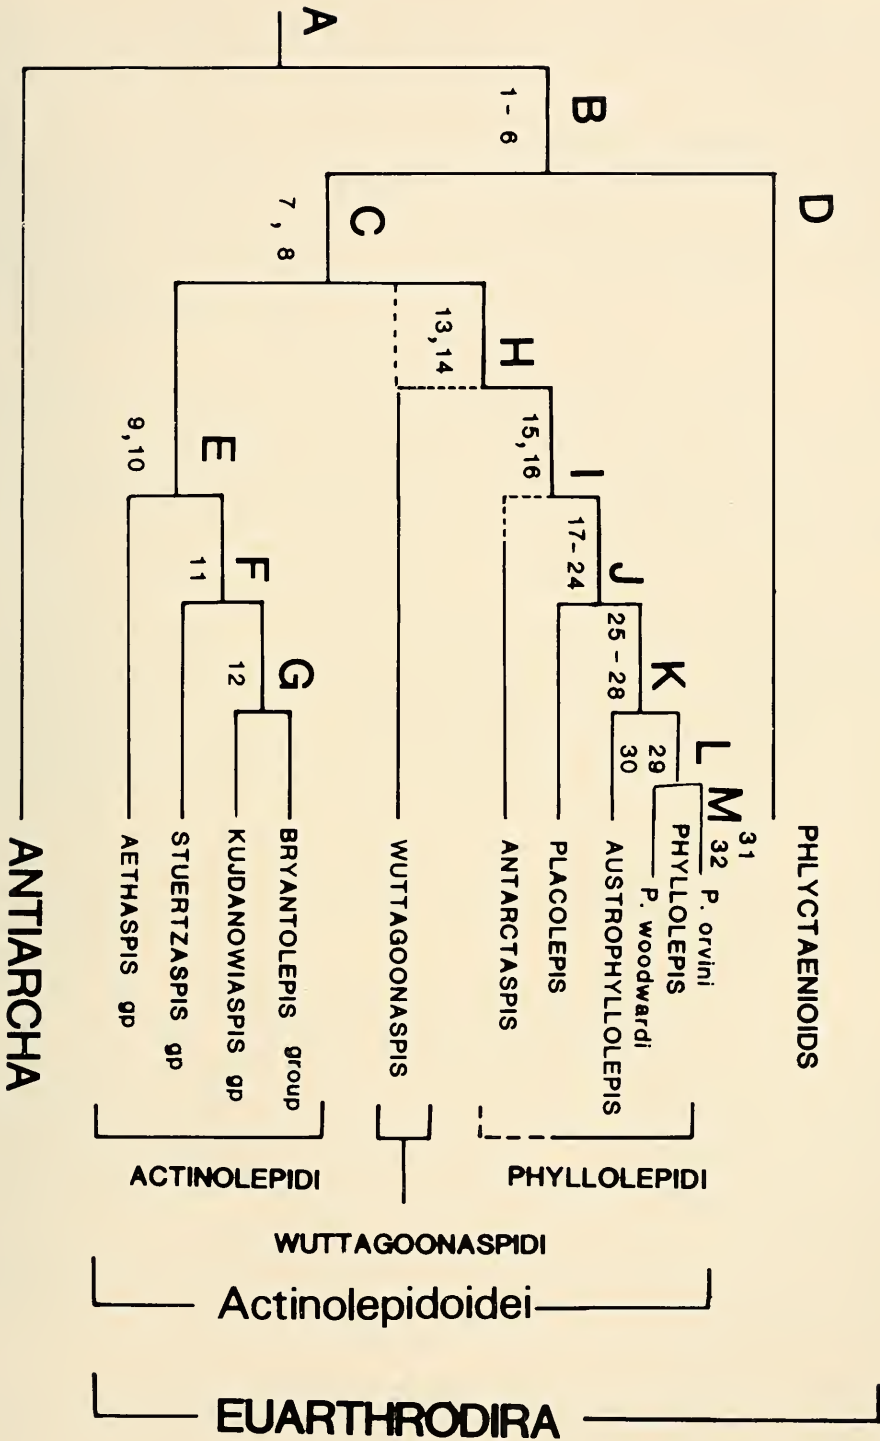 A
B
1 - 6
D
C
7, 8
H
13, 14
E
9, 10
I
15, 16
F
11
J
17 - 24
G
12
K
25 - 28
L
29
30
M
31
32
PHLYCTAENIOIDS
P. orvini
PHYLLOLEPIS
P. woodwardi
AUSTROPHYLLOLEPIS
PLACOLEPIS
ANTARCTASPIS
WUTTAGOONASPIS
BRYANTOLEPIS group
KUJDANOWIASPIS gp
STUERTZASPIS gp
AETHASPIS gp
ANTIARCHA
ACTINOLEPIDI
PHYLLOLEPIDI
WUTTAGOONASPIDI
Actinolepidoidei
EUARTHRODIRA